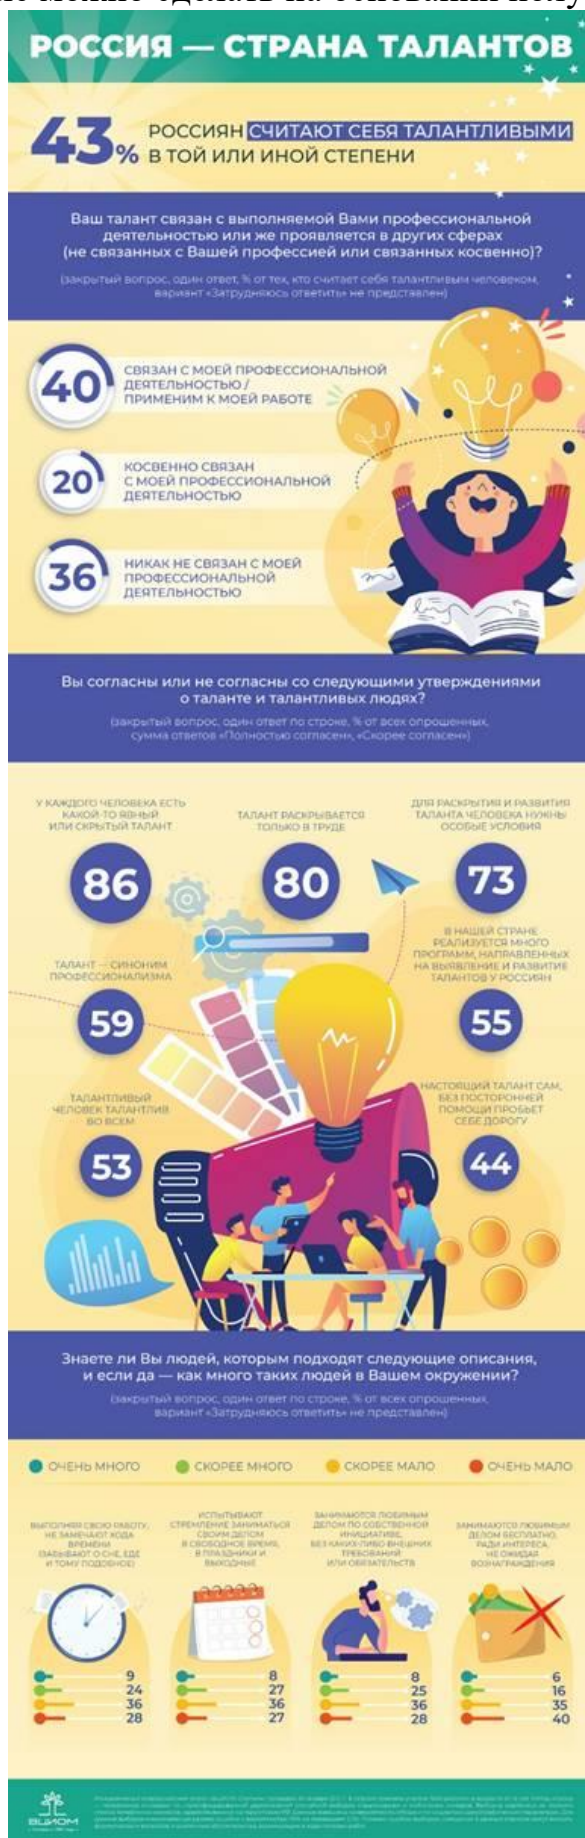 РОССИЯ — СТРАНА ТАЛАНТОВ
43% РОССИЯН СЧИТАЮТ СЕБЯ ТАЛАНТЛИВЫМИ
В ТОЙ ИЛИ ИНОЙ СТЕПЕНИ
Ваш талант связан с выполняемой Вами профессиональной
деятельностью или же проявляется в других сферах
(не связанных с Вашей профессией или связанных косвенно)?
(закрытый вопрос, один ответ, % от тех, кто считает себя талантливым человеком,
вариант «Затрудняюсь ответить» не представлен)
40
СВЯЗАН С МОЕЙ ПРОФЕССИОНАЛЬНОЙ
ДЕЯТЕЛЬНОСТЬЮ /
ПРИМЕНИМ К МОЕЙ РАБОТЕ
20
КОСВЕННО СВЯЗАН
С МОЕЙ ПРОФЕССИОНАЛЬНОЙ
ДЕЯТЕЛЬНОСТЬЮ
36
НИКАК НЕ СВЯЗАН С МОЕЙ
ПРОФЕССИОНАЛЬНОЙ
ДЕЯТЕЛЬНОСТЬЮ
Вы согласны или не согласны со следующими утверждениями
о таланте и талантливых людях?
(закрытый вопрос, один ответ по строке, % от всех опрошенных,
сумма ответов «Полностью согласен», «Скорее согласен»)
У КАЖДОГО ЧЕЛОВЕКА ЕСТЬ
КАКОЙ-ТО ЯВНЫЙ
ИЛИ СКРЫТЫЙ ТАЛАНТ
86
ТАЛАНТ РАСКРЫВАЕТСЯ
ТОЛЬКО В ТРУДЕ
80
ДЛЯ РАСКРЫТИЯ И РАЗВИТИЯ
ТАЛАНТА ЧЕЛОВЕКА НУЖНЫ
ОСОБЫЕ УСЛОВИЯ
73
ТАЛАНТ — СИНОНИМ
ПРОФЕССИОНАЛИЗМА
59
В НАШЕЙ СТРАНЕ
РЕАЛИЗУЕТСЯ МНОГО
ПРОГРАММ, НАПРАВЛЕННЫХ
НА ВЫЯВЛЕНИЕ И РАЗВИТИЕ
ТАЛАНТОВ У РОССИЯН
55
ТАЛАНТЛИВЫЙ
ЧЕЛОВЕК ТАЛАНТЛИВ
ВО ВСЕМ
53
НАСТОЯЩИЙ ТАЛАНТ САМ,
БЕЗ ПОСТОРОННЕЙ
ПОМОЩИ ПРОБЬЕТ
СЕБЕ ДОРОГУ
44
Знаете ли Вы людей, которым подходят следующие описания,
и если да — как много таких людей в Вашем окружении?
(закрытый вопрос, один ответ по строке, % от всех опрошенных,
вариант «Затрудняюсь ответить» не представлен)
ОЧЕНЬ МНОГО
СКОРЕЕ МНОГО
СКОРЕЕ МАЛО
ОЧЕНЬ МАЛО
ВЫПОЛНЯЯ СВОЮ РАБОТУ,
НЕ ЗАМЕЧАЮТ ХОДА
ВРЕМЕНИ
(ЗАБЫВАЮТ О СНЕ, ЕДЕ
И ТОМУ ПОДОБНОЕ)
9
24
36
28
ИСПЫТЫВАЮТ
СТРЕМЛЕНИЕ ЗАНИМАТЬСЯ
СВОИМ ДЕЛОМ
В СВОБОДНОЕ ВРЕМЯ,
В ПРАЗДНИКИ И
ВЫХОДНЫЕ
8
27
36
27
ЗАНИМАЮТСЯ ЛЮБИМЫМ
ДЕЛОМ ПО СОБСТВЕННОЙ
ИНИЦИАТИВЕ,
БЕЗ КАКИХ-ЛИБО ВНЕШНИХ
ТРЕБОВАНИЙ
ИЛИ ОБЯЗАТЕЛЬСТВ
8
25
36
28
ЗАНИМАЮТСЯ ЛЮБИМЫМ
ДЕЛОМ БЕСПЛАТНО,
РАДИ ИНТЕРЕСА,
НЕ ОЖИДАЯ
ВОЗНАГРАЖДЕНИЯ
6
16
35
40
ВЦИОМ